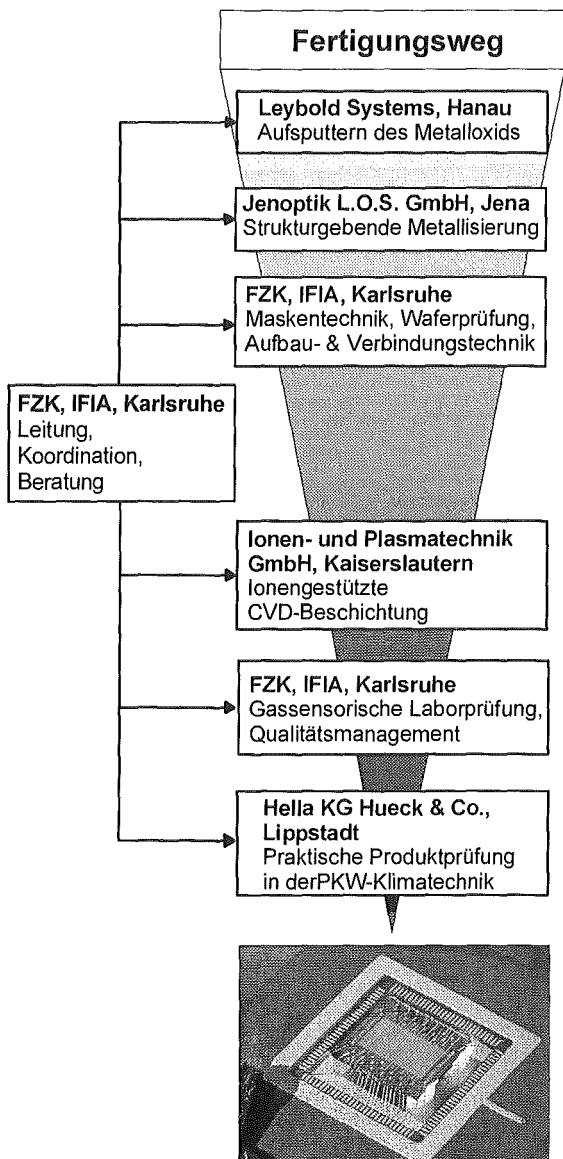 Fertigungsweg
Leybold Systems, Hanau
Aufsputtern des Metalloxids
Jenoptik L.O.S. GmbH, Jena
Strukturgebende Metallisierung
FZK, IFIA, Karlsruhe
Maskentechnik, Waferprüfung,
Aufbau- & Verbindungstechnik
FZK, IFIA, Karlsruhe
Leitung,
Koordination,
Beratung
Ionen- und Plasmatechnik
GmbH, Kaiserslautern
Ionengestützte
CVD-Beschichtung
FZK, IFIA, Karlsruhe
Gassensorische Laborprüfung,
Qualitätsmanagement
Hella KG Hueck & Co.,
Lippstadt
Praktische Produktprüfung
in derPKW-Klimatechnik